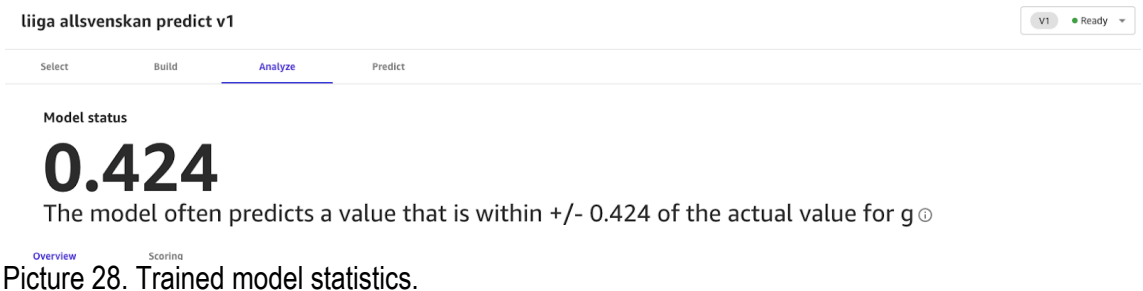 liiga allsvenskan predict v1
V1 Ready
Select Build Analyze Predict
Model status
0.424
The model often predicts a value that is within +/- 0.424 of the actual value for g
Overview Scoring
Picture 28. Trained model statistics.